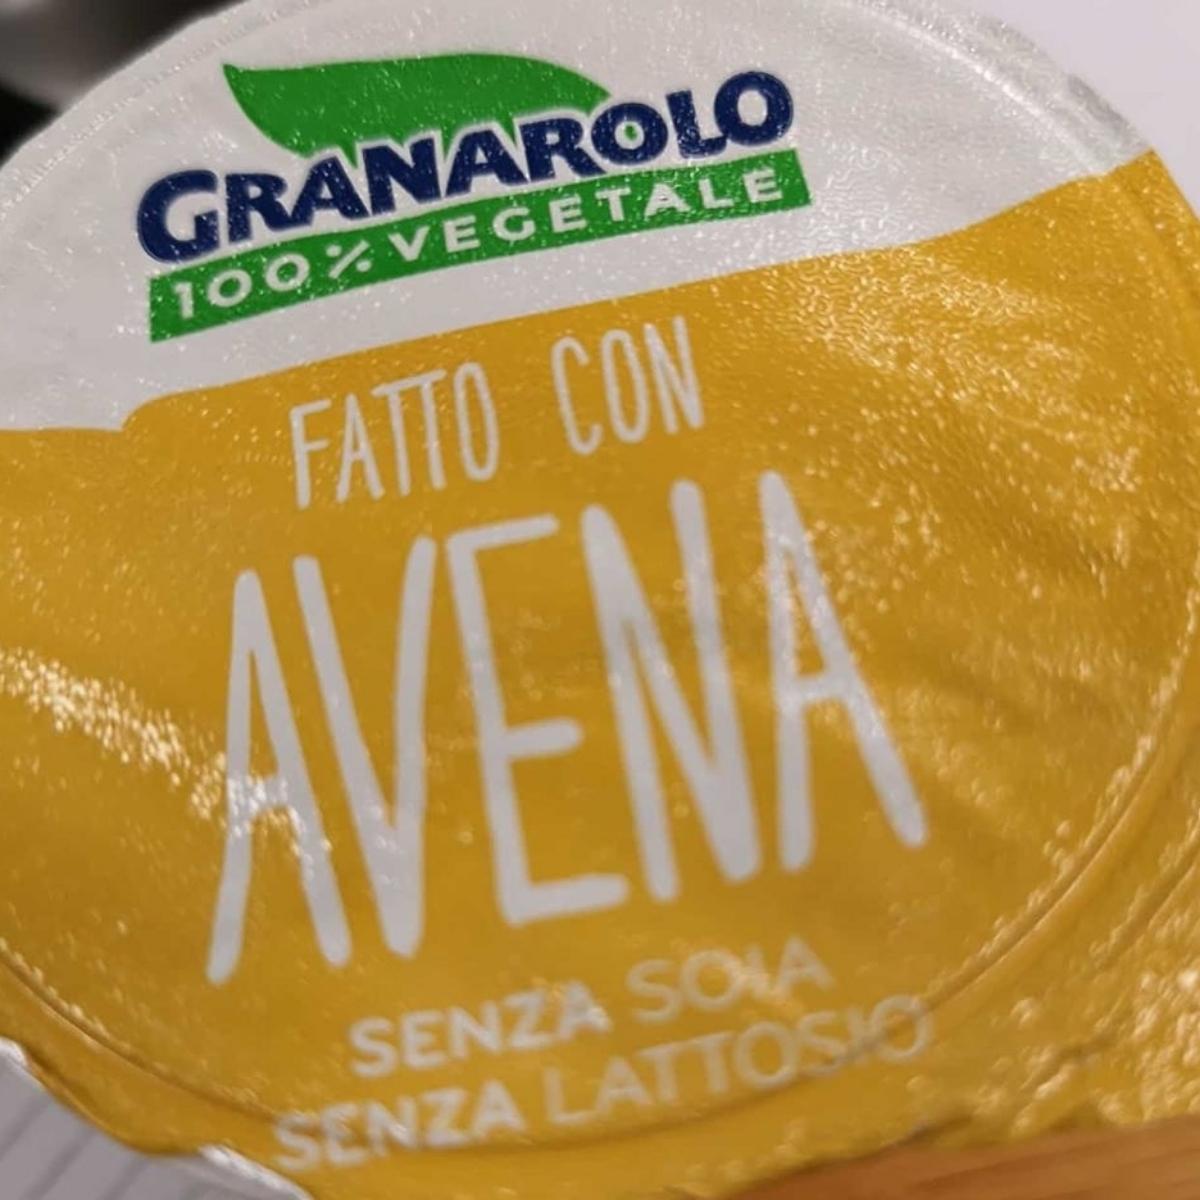 GRANAROLO
100% VEGETALE
FATTO CON
AVENA
SENZA SOIA
SENZA LATTOSIO